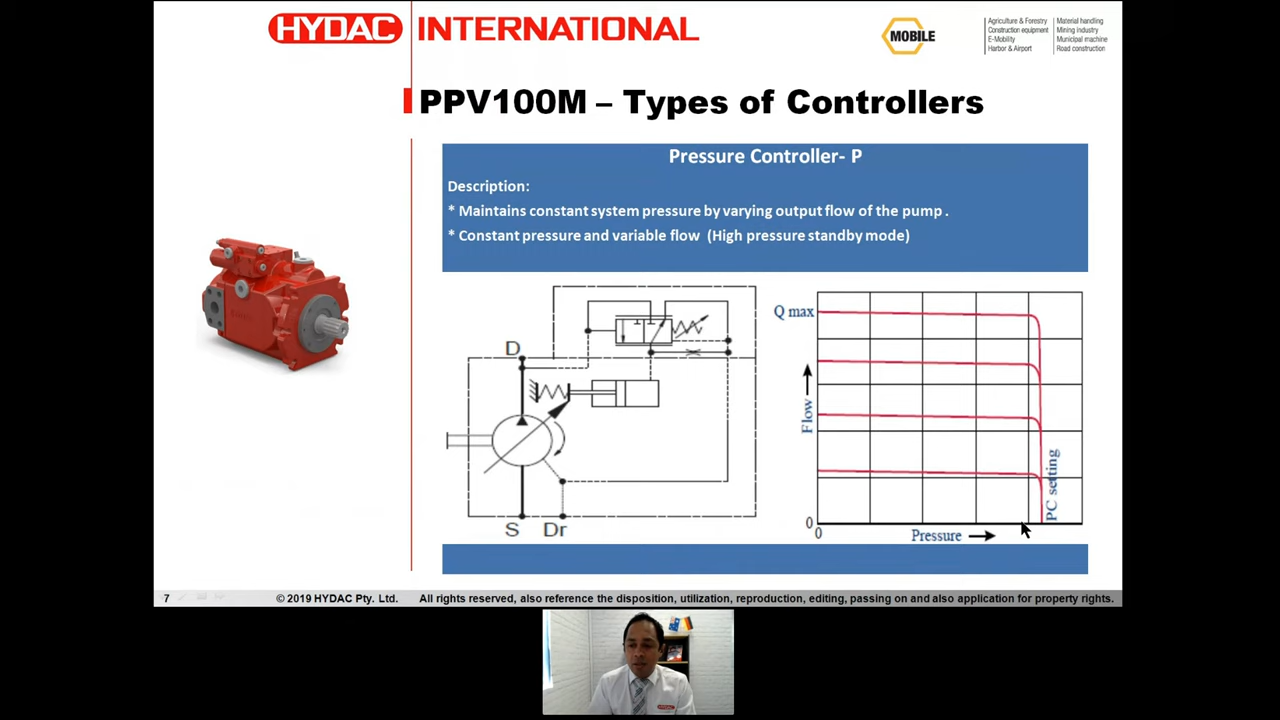 HYDAC INTERNATIONAL
MOBILE
Agriculture & Forestry
Construction equipment
E-Mobility
Harbor & Airport
Material handling
Mining industry
Municipal machine
Road construction
PPV100M – Types of Controllers
Pressure Controller- P
Description:
* Maintains constant system pressure by varying output flow of the pump .
* Constant pressure and variable flow (High pressure standby mode)
D
S
Dr
Q max
Flow
0
0
Pressure
PC setting
7
© 2019 HYDAC Pty. Ltd.
All rights reserved, also reference the disposition, utilization, reproduction, editing, passing on and also application for property rights.